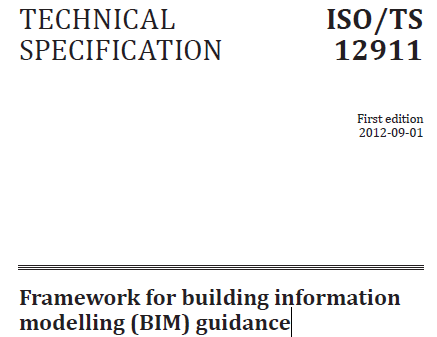 TECHNICAL
SPECIFICATION
ISO/TS
12911
First edition
2012-09-01
Framework for building information
modelling (BIM) guidance